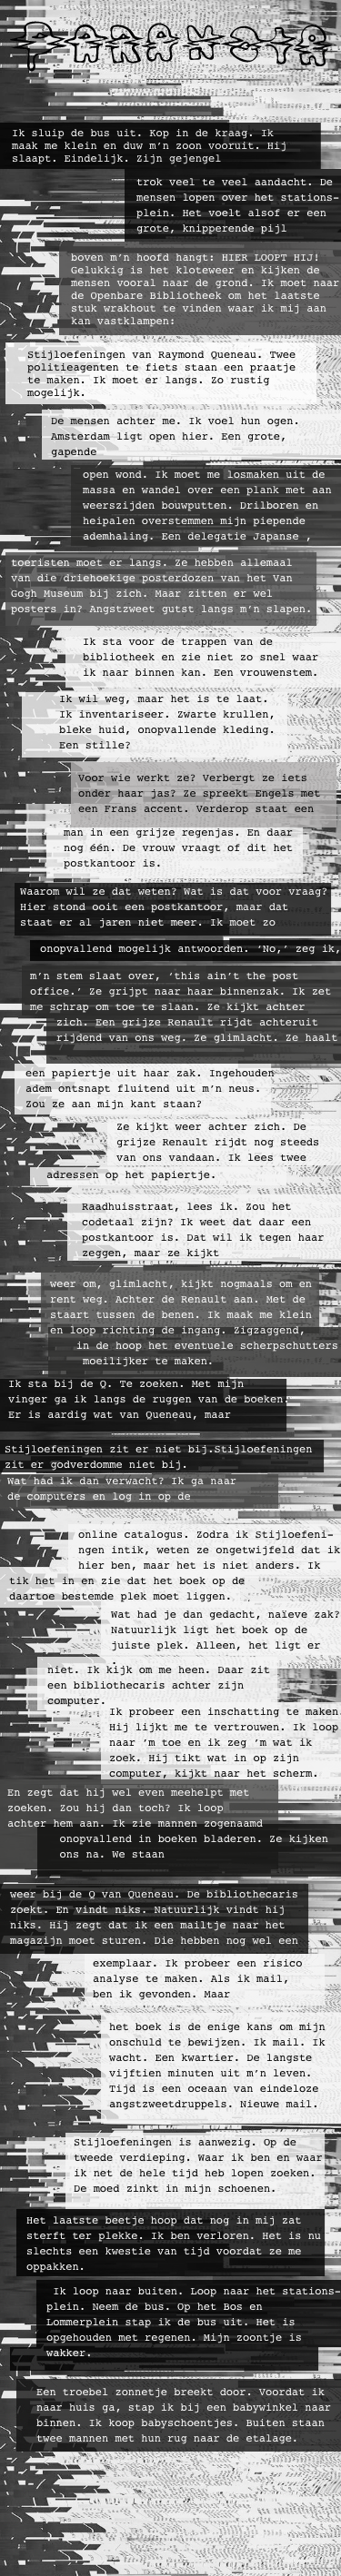 PARANOIA
Ik sluip de bus uit. Kop in de kraag. Ik
maak me klein en duw m’n zoon vooruit. Hij
slaapt. Eindelijk. Zijn gejengel
trok veel te veel aandacht. De
mensen lopen over het stations-
plein. Het voelt alsof er een
grote, knipperende pijl
boven m’n hoofd hangt: HIER LOOPT HIJ!
Gelukkig is het kloteweer en kijken de
mensen vooral naar de grond. Ik moet naar
de Openbare Bibliotheek om het laatste
stuk wrakhout te vinden waar ik mij aan
kan vastklampen:
Stijloefeningen van Raymond Queneau. Twee
politieagenten te fiets staan een praatje
te maken. Ik moet er langs. Zo rustig
mogelijk.
De mensen achter me. Ik voel hun ogen.
Amsterdam ligt open hier. Een grote,
gapende
open wond. Ik moet me losmaken uit de
massa en wandel over een plank met aan
weerszijden bouwputten. Drilboren en
heipalen overstemmen mijn piepende
ademhaling. Een delegatie Japanse ,
toeristen moet er langs. Ze hebben allemaal
van die driehoekige posterdozen van het Van
Gogh Museum bij zich. Maar zitten er wel
posters in? Angstzweet gutst langs m’n slapen.
Ik sta voor de trappen van de
bibliotheek en zie niet zo snel waar
ik naar binnen kan. Een vrouwenstem.
Ik wil weg, maar het is te laat.
Ik inventariseer. Zwarte krullen,
bleke huid, onopvallende kleding.
Een stille?
Voor wie werkt ze? Verbergt ze iets
onder haar jas? Ze spreekt Engels met
een Frans accent. Verderop staat een
man in een grijze regenjas. En daar
nog één. De vrouw vraagt of dit het
postkantoor is.
Waarom wil ze dat weten? Wat is dat voor vraag?
Hier stond ooit een postkantoor, maar dat
staat er al jaren niet meer. Ik moet zo
onopvallend mogelijk antwoorden. ‘No,’ zeg ik,
m’n stem slaat over, ‘this ain’t the post
office.’ Ze grijpt naar haar binnenzak. Ik zet
me schrap om toe te slaan. Ze kijkt achter
zich. Een grijze Renault rijdt achteruit
rijdend van ons weg. Ze glimlacht. Ze haalt
een papiertje uit haar zak. Ingehouden
adem ontsnapt fluitend uit m’n neus.
Zou ze aan mijn kant staan?
Ze kijkt weer achter zich. De
grijze Renault rijdt nog steeds
van ons vandaan. Ik lees twee
adressen op het papiertje.
Raadhuisstraat, lees ik. Zou het
codetaal zijn? Ik weet dat daar een
postkantoor is. Dat wil ik tegen haar
zeggen, maar ze kijkt
weer om, glimlacht, kijkt nogmaals om en
rent weg. Achter de Renault aan. Met de
staart tussen de benen. Ik maak me klein
en loop richting de ingang. Zigzaggend,
in de hoop het eventuele scherpschutters
moeilijker te maken.
Ik sta bij de Q. Te zoeken. Met mijn
vinger ga ik langs de ruggen van de boeken.
Er is aardig wat van Queneau, maar
Stijloefeningen zit er niet bij.Stijloefeningen
zit er godverdomme niet bij.
Wat had ik dan verwacht? Ik ga naar
de computers en log in op de
online catalogus. Zodra ik Stijloefeni-
ngen intik, weten ze ongetwijfeld dat ik
hier ben, maar het is niet anders. Ik
tik het in en zie dat het boek op de
daartoe bestemde plek moet liggen.
Wat had je dan gedacht, naïeve zak?
Natuurlijk ligt het boek op de
juiste plek. Alleen, het ligt er
niet. Ik kijk om me heen. Daar zit
een bibliothecaris achter zijn
computer.
Ik probeer een inschatting te maken.
Hij lijkt me te vertrouwen. Ik loop
naar ’m toe en ik zeg ’m wat ik
zoek. Hij tikt wat in op zijn
computer, kijkt naar het scherm.
En zegt dat hij wel even meehelpt met
zoeken. Zou hij dan toch? Ik loop
achter hem aan. Ik zie mannen zogenaamd
onopvallend in boeken bladeren. Ze kijken
ons na. We staan
weer bij de Q van Queneau. De bibliothecaris
zoekt. En vindt niks. Natuurlijk vindt hij
niks. Hij zegt dat ik een mailtje naar het
magazijn moet sturen. Die hebben nog wel een
exemplaar. Ik probeer een risico
analyse te maken. Als ik mail,
ben ik gevonden. Maar
het boek is de enige kans om mijn
onschuld te bewijzen. Ik mail. Ik
wacht. Een kwartier. De langste
vijftien minuten uit m’n leven.
Tijd is een oceaan van eindeloze
angstzweetdruppels. Nieuwe mail.
Stijloefeningen is aanwezig. Op de
tweede verdieping. Waar ik ben en waar
ik net de hele tijd heb lopen zoeken.
De moed zinkt in mijn schoenen.
Het laatste beetje hoop dat nog in mij zat
sterft ter plekke. Ik ben verloren. Het is nu
slechts een kwestie van tijd voordat ze me
oppakken.
Ik loop naar buiten. Loop naar het stations-
plein. Neem de bus. Op het Bos en
Lommerplein stap ik de bus uit. Het is
opgehouden met regenen. Mijn zoontje is
wakker.
Een troebel zonnetje breekt door. Voordat ik
naar huis ga, stap ik bij een babywinkel naar
binnen. Ik koop babyschoentjes. Buiten staan
twee mannen met hun rug naar de etalage.